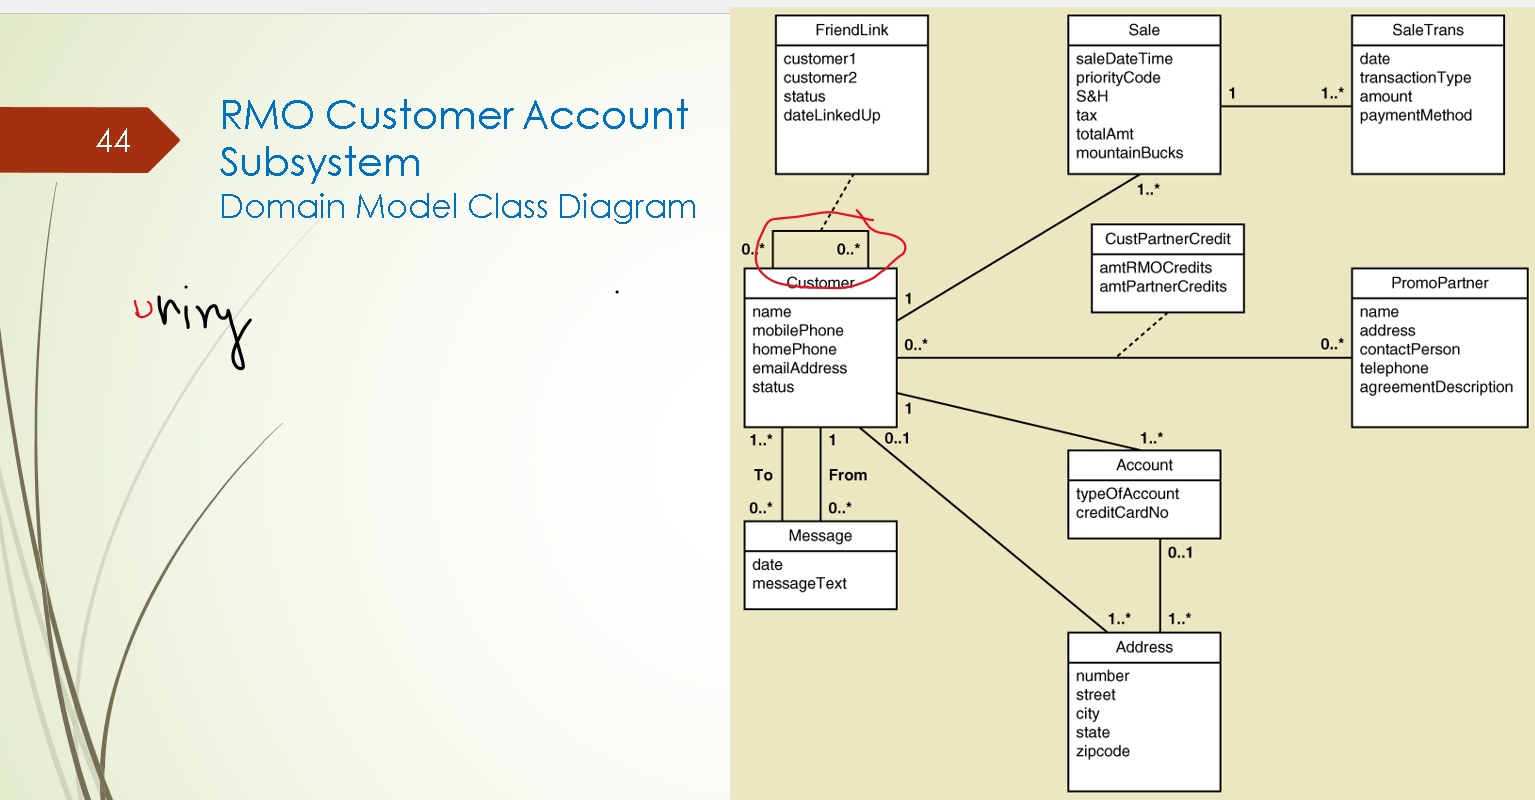 44
RMO Customer Account
Subsystem
Domain Model Class Diagram
FriendLink
customer1
customer2
status
dateLinkedUp
Sale
saleDateTime
priorityCode
S&H
tax
totalAmt
mountainBucks
1
1..*
SaleTrans
date
transactionType
amount
paymentMethod
1..*
0..*
0..*
CustPartnerCredit
amtRMOCredits
amtPartnerCredits
Customer
name
mobilePhone
homePhone
emailAddress
status
1
0..*
0..*
PromoPartner
name
address
contactPerson
telephone
agreementDescription
1
1..*
1..*
1
0..1
To
From
0..*
0..*
Account
typeOfAccount
creditCardNo
Message
date
messageText
0..1
1..*
1..*
Address
number
street
city
state
zipcode